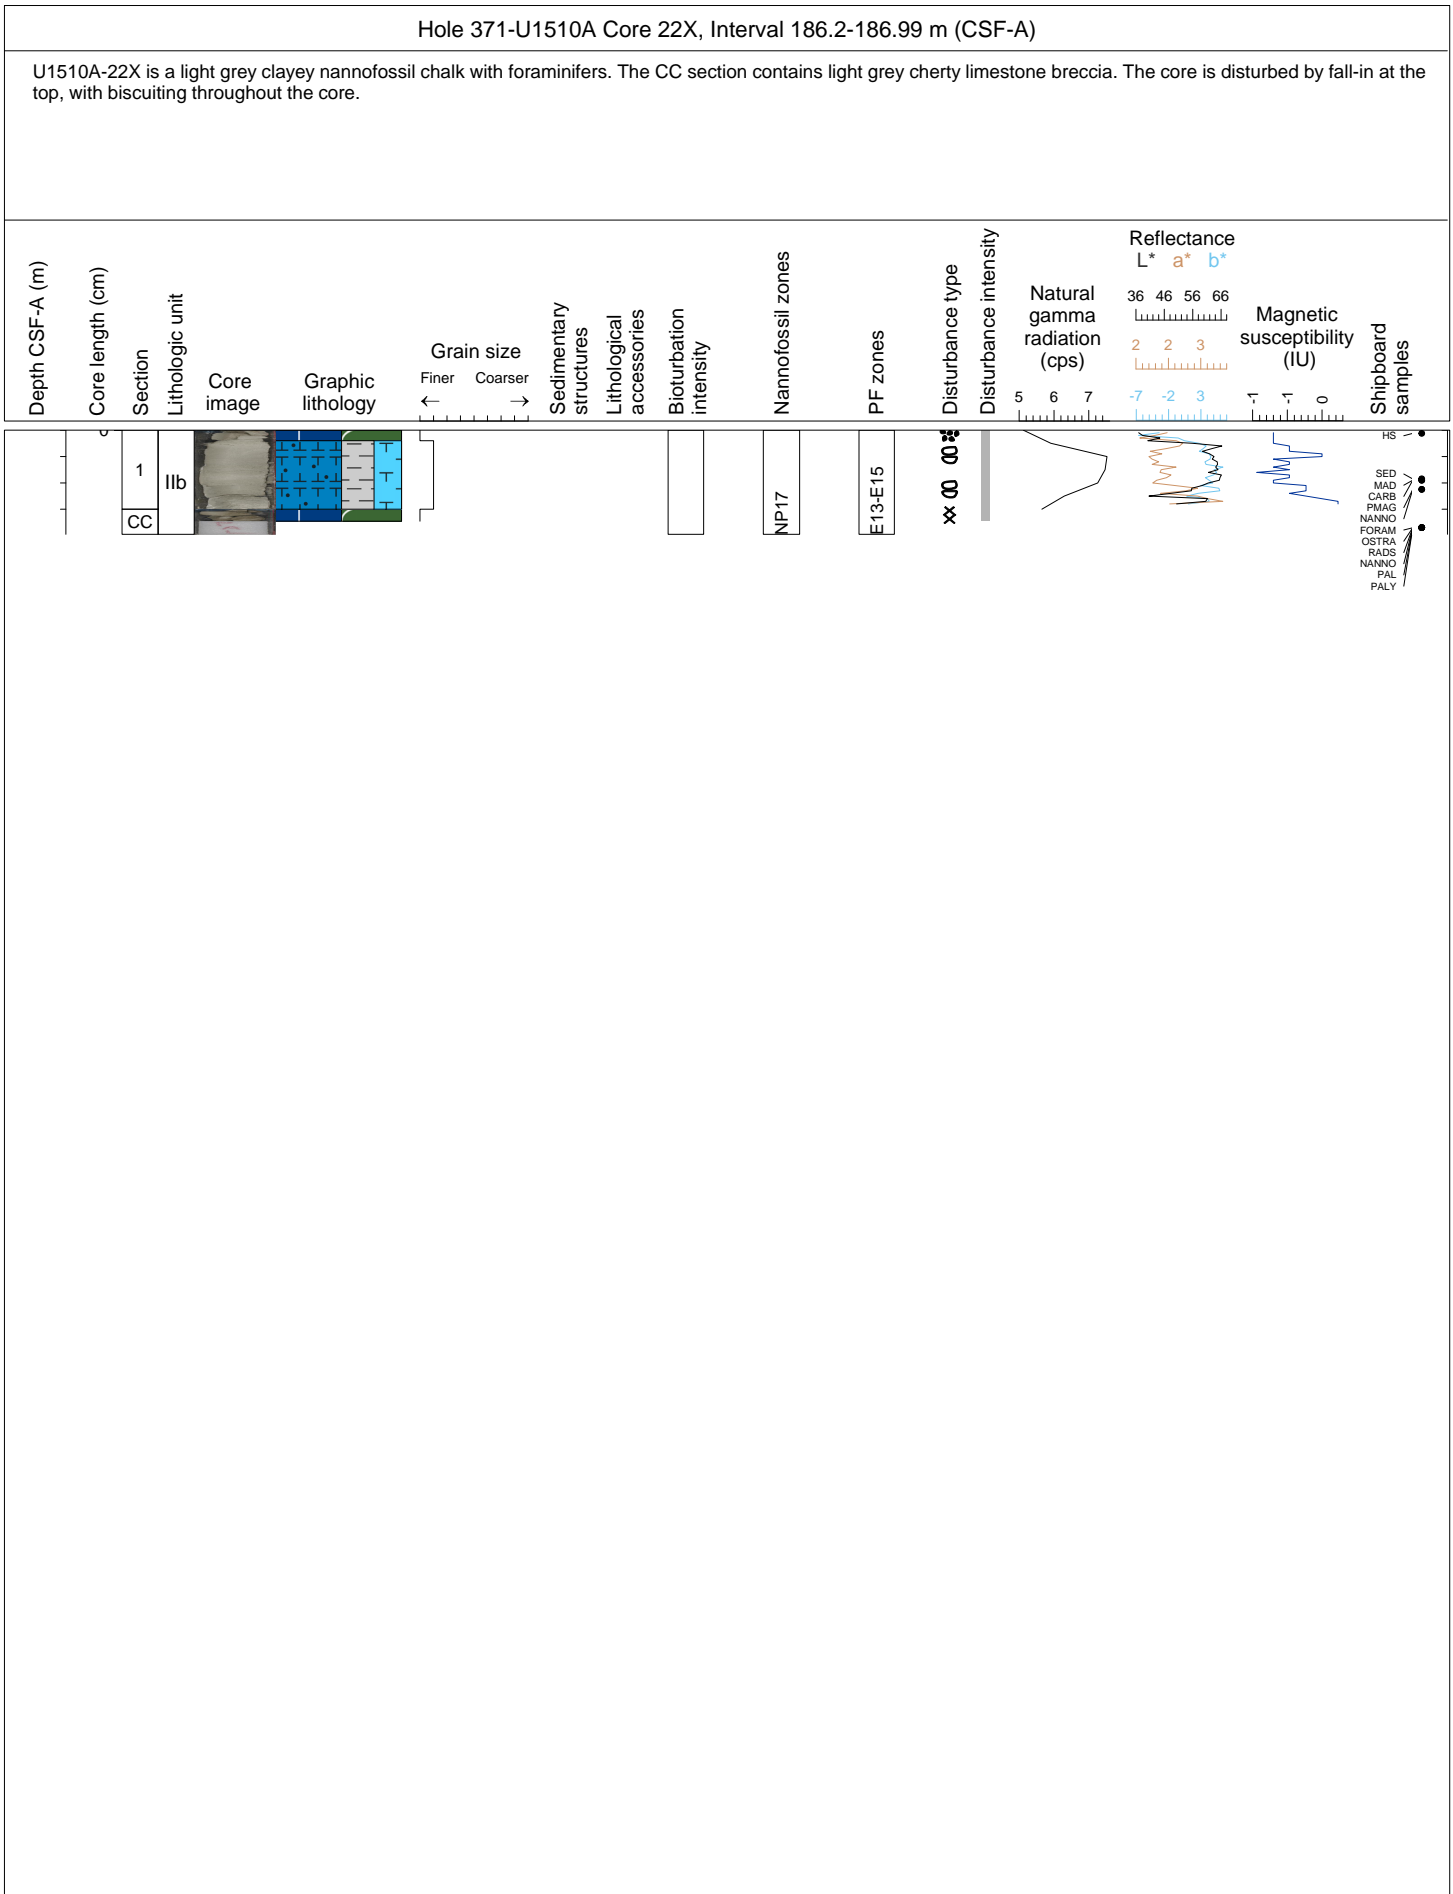 Hole 371-U1510A Core 22X, Interval 186.2-186.99 m (CSF-A)
U1510A-22X is a light grey clayey nannofossil chalk with foraminifers. The CC section contains light grey cherty limestone breccia. The core is disturbed by fall-in at the
top, with biscuiting throughout the core.
Depth CSF-A (m)
Core length (cm)
Section
Lithologic unit
Core
image
Graphic
lithology
Grain size
Finer Coarser
← →
Sedimentary
structures
Lithological
accessories
Bioturbation
intensity
Nannofossil zones
PF zones
Disturbance type
Disturbance intensity
Natural
gamma
radiation
(cps)
5 6 7
Reflectance
L* a* b*
36 46 56 66
2 2 3
-7 -2 3
Magnetic
susceptibility
(IU)
-1 -1 0
Shipboard
samples
0
1
CC
IIb
NP17
E13-E15
HS
SED
MAD
CARB
PMAG
NANNO
FORAM
OSTRA
RADS
NANNO
PAL
PALY